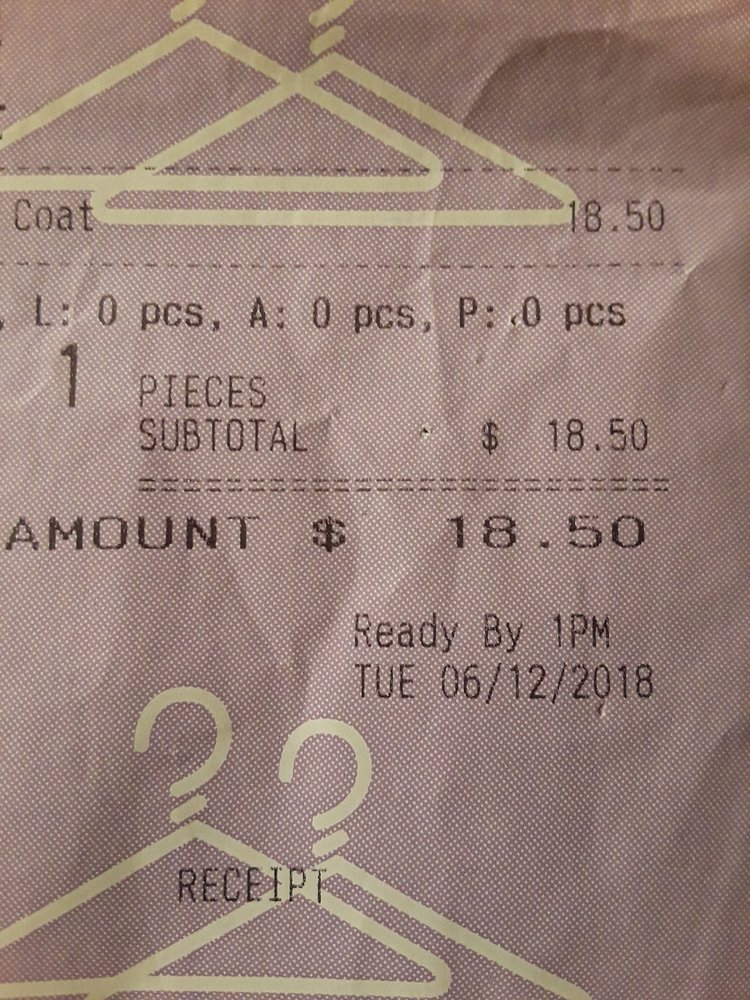 Coat 18.50
, L: 0 pcs, A: 0 pcs, P: 0 pcs
1 PIECES
SUBTOTAL $ 18.50
AMOUNT $ 18.50
Ready By 1PM
TUE 06/12/2018
RECEIPT